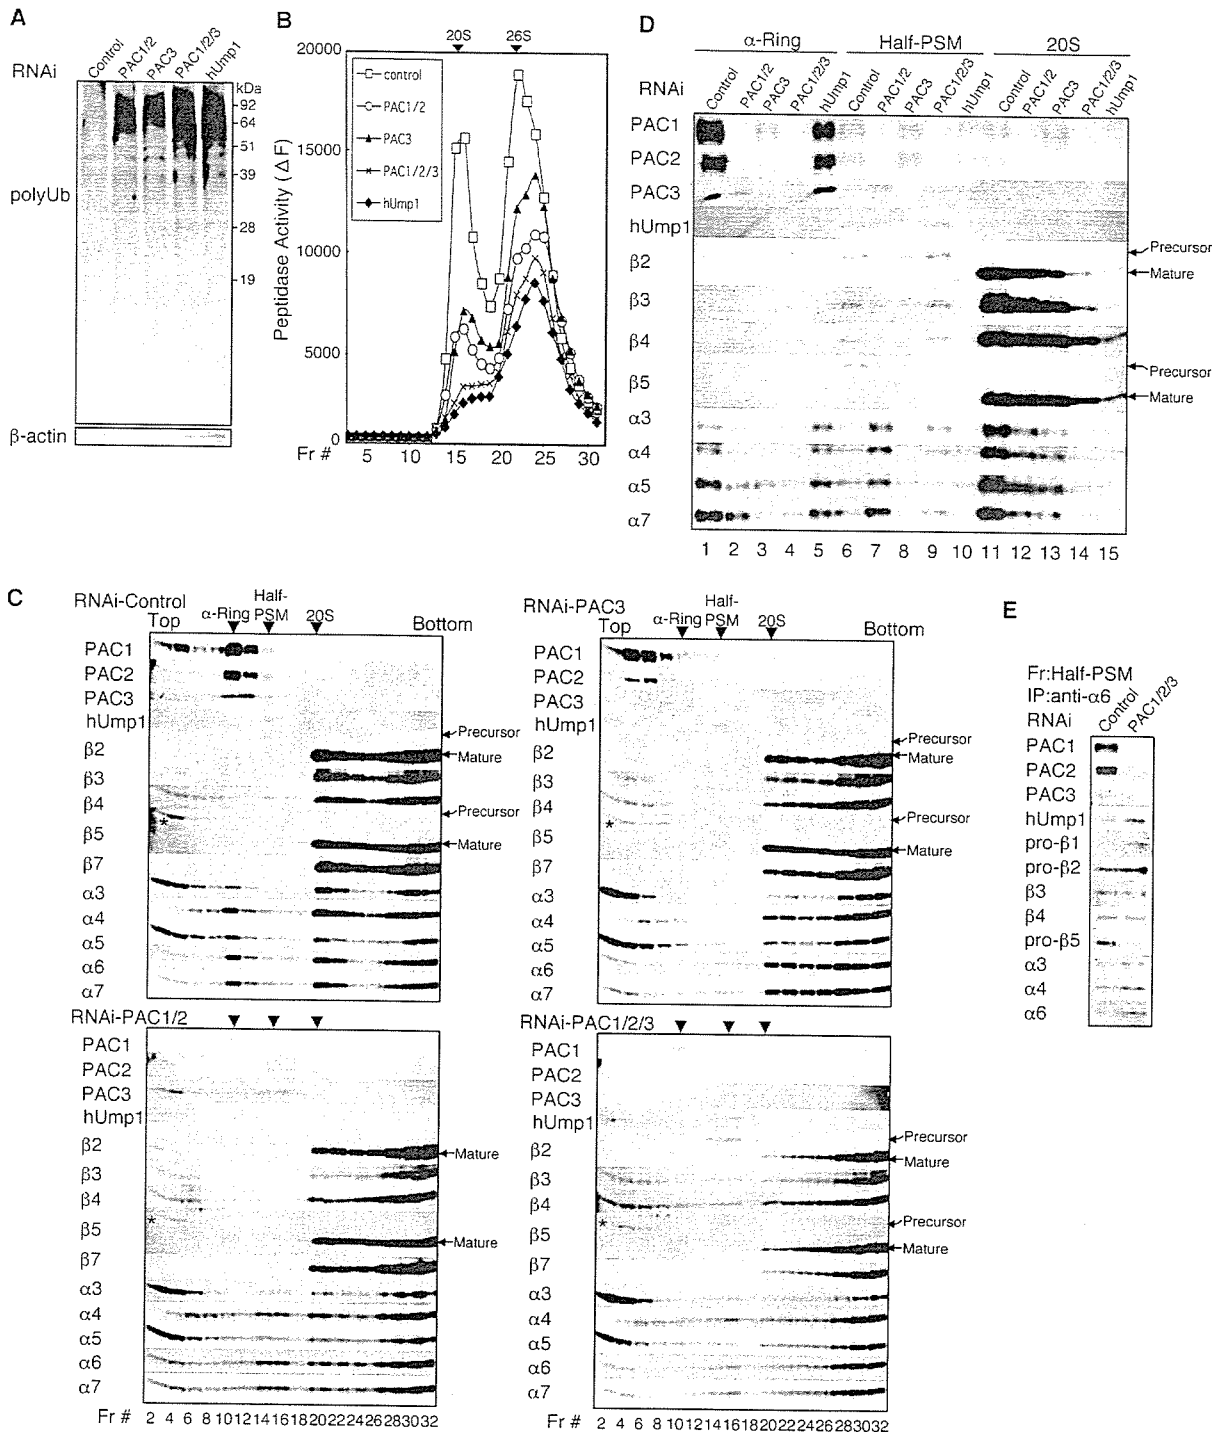 A
RNAi
Control
PAC1/2
PAC3
PAC1/2/3
hUmp1
kDa
92
64
51
39
28
19
polyUb
β-actin
B
20S
26S
20000
15000
10000
5000
0
Peptidase Activity (ΔF)
control
PAC1/2
PAC3
PAC1/2/3
hUmp1
Fr #
5 10 15 20 25 30
D
α-Ring Half-PSM 20S
RNAi
Control PAC1/2 PAC3 PAC1/2/3 hUmp1 Control PAC1/2 PAC3 PAC1/2/3 hUmp1 Control PAC1/2 PAC3 PAC1/2/3 hUmp1
PAC1
PAC2
PAC3
hUmp1
Precursor
β2
Mature
β3
β4
Precursor
β5
Mature
α3
α4
α5
α7
1 2 3 4 5 6 7 8 9 10 11 12 13 14 15
C
RNAi-Control
Top α-Ring Half-PSM 20S Bottom
PAC1
PAC2
PAC3
hUmp1
Precursor
β2
Mature
β3
β4
Precursor
*
β5
Mature
β7
α3
α4
α5
α6
α7
RNAi-PAC3
Top α-Ring Half-PSM 20S Bottom
PAC1
PAC2
PAC3
hUmp1
Precursor
β2
Mature
β3
β4
Precursor
*
β5
Mature
β7
α3
α4
α5
α6
α7
RNAi-PAC1/2
PAC1
PAC2
PAC3
hUmp1
β2
Mature
β3
β4
*
β5
Mature
β7
α3
α4
α5
α6
α7
Fr # 2 4 6 8 10 12 14 16 18 20 22 24 26 28 30 32
RNAi-PAC1/2/3
PAC1
PAC2
PAC3
hUmp1
Precursor
β2
Mature
β3
β4
*
Precursor
β5
Mature
β7
α3
α4
α5
α6
α7
Fr # 2 4 6 8 10 12 14 16 18 20 22 24 26 28 30 32
E
Fr:Half-PSM
IP:anti-α6
RNAi
Control
PAC1/2/3
PAC1
PAC2
PAC3
hUmp1
pro-β1
pro-β2
β3
β4
pro-β5
α3
α4
α6